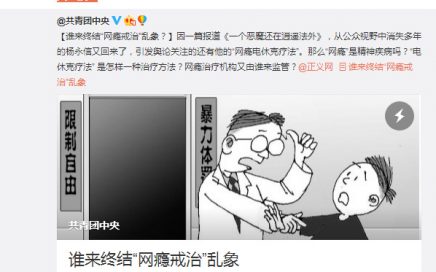 @共青团中央
【谁来终结“网瘾戒治”乱象？】因一篇报道《一个恶魔还在逍遥法外》，从公众视野中消失多年
的杨永信又回来了，引发舆论关注的还有他的“网瘾电休克疗法”。那么“网瘾”是精神疾病吗？“电
休克疗法” 是怎样一种治疗方法？网瘾治疗机构又由谁来监管？@正义网 谁来终结“网瘾戒
治”乱象
限制自由
暴力体罚
共青团中央
谁来终结“网瘾戒治”乱象